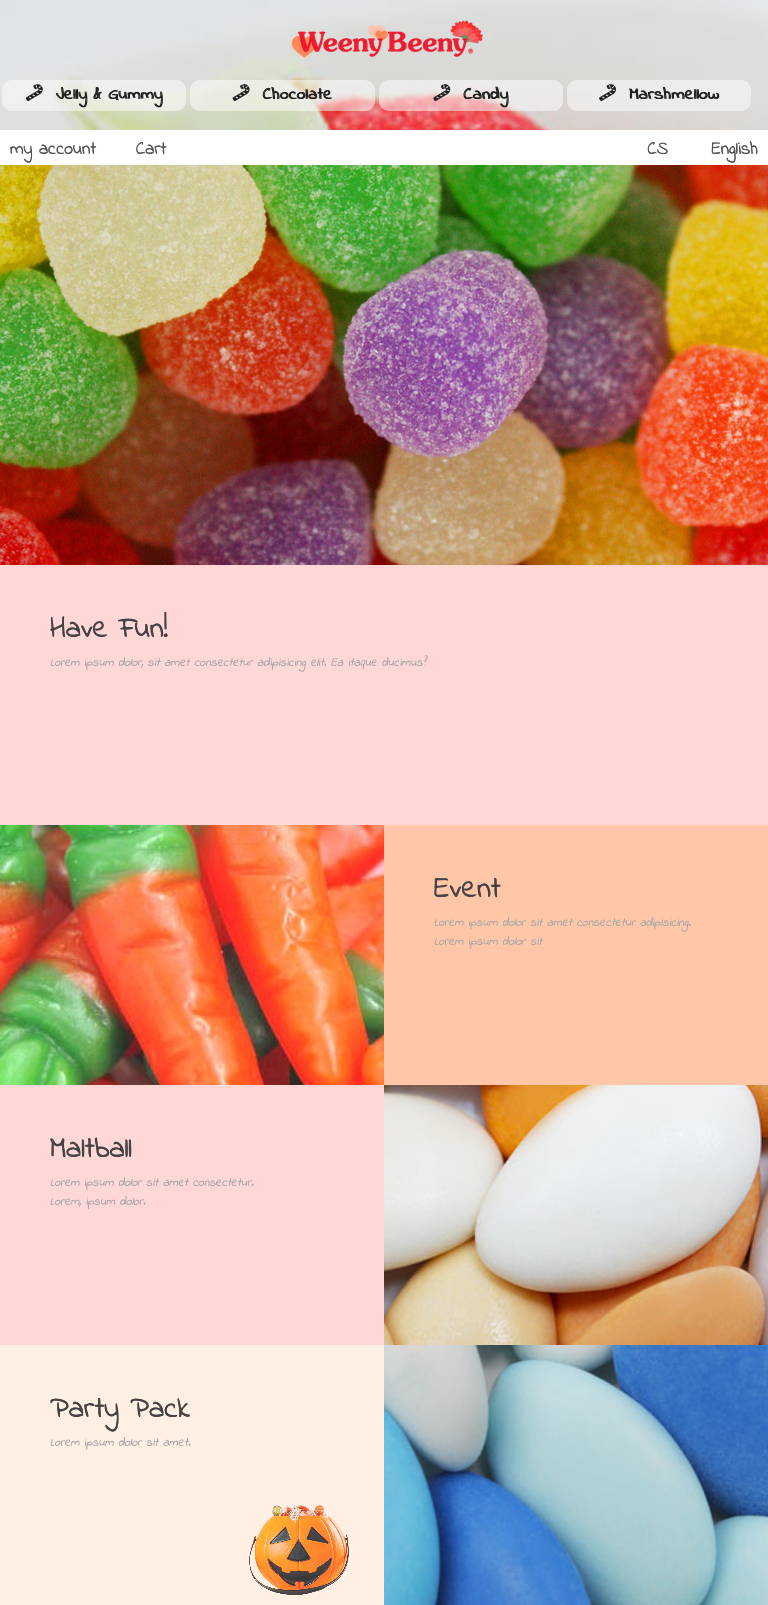 Weeny Beeny
Jelly & Gummy
Chocolate
Candy
Marshmellow
my account
Cart
CS
English
Have Fun!
Lorem ipsum dolor, sit amet consectetur adipisicing elit. Ea itaque ducimus?
Event
Lorem ipsum dolor sit amet consectetur adipisicing.
Lorem ipsum dolor sit
Maltball
Lorem ipsum dolor sit amet consectetur.
Lorem, ipsum dolor.
Party Pack
Lorem ipsum dolor sit amet.